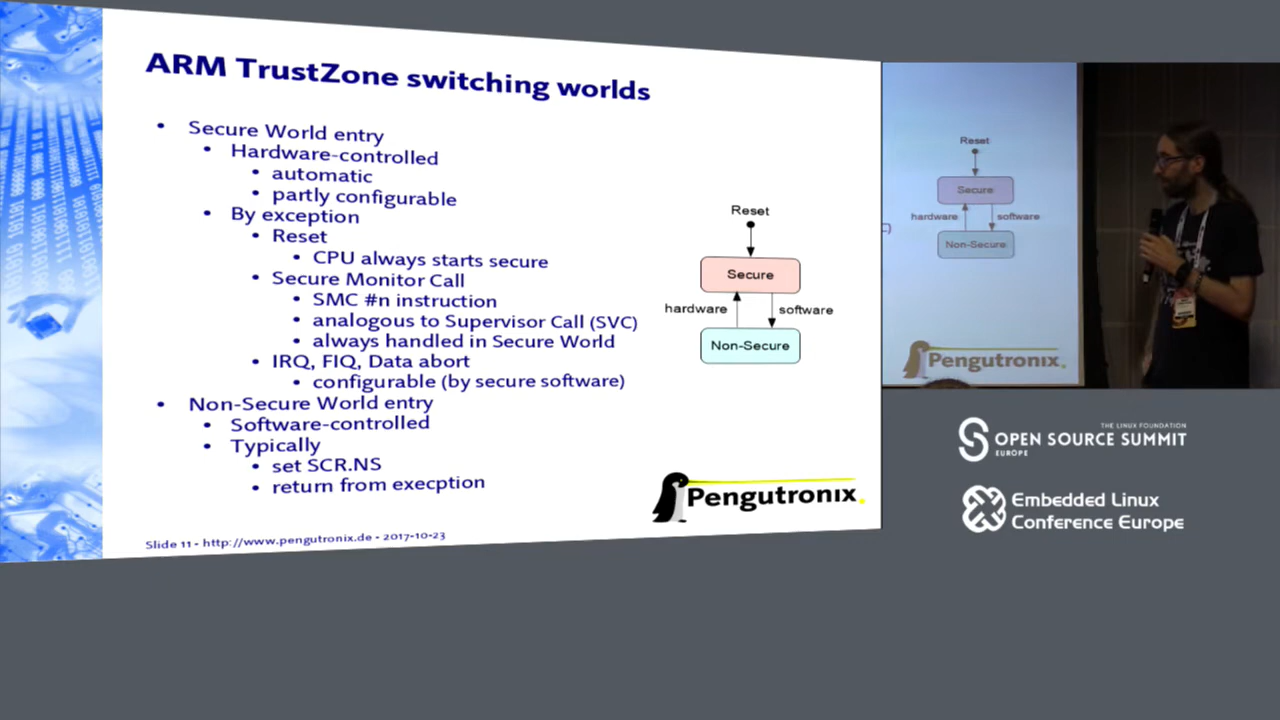 ARM TrustZone switching worlds
• Secure World entry
• Hardware-controlled
• automatic
• partly configurable
• By exception
• Reset
• CPU always starts secure
• Secure Monitor Call
• SMC #n instruction
• analogous to Supervisor Call (SVC)
• always handled in Secure World
• IRQ, FIQ, Data abort
• configurable (by secure software)
• Non-Secure World entry
• Software-controlled
• Typically
• set SCR.NS
• return from execption
Reset
Secure
hardware
software
Non-Secure
Pengutronix.
Slide 11 - http://www.pengutronix.de - 2017-10-23
Reset
Secure
hardware
software
C)
Non-Secure
Pengutronix.
THE LINUX FOUNDATION
OPEN SOURCE SUMMIT
EUROPE
Embedded Linux
Conference Europe